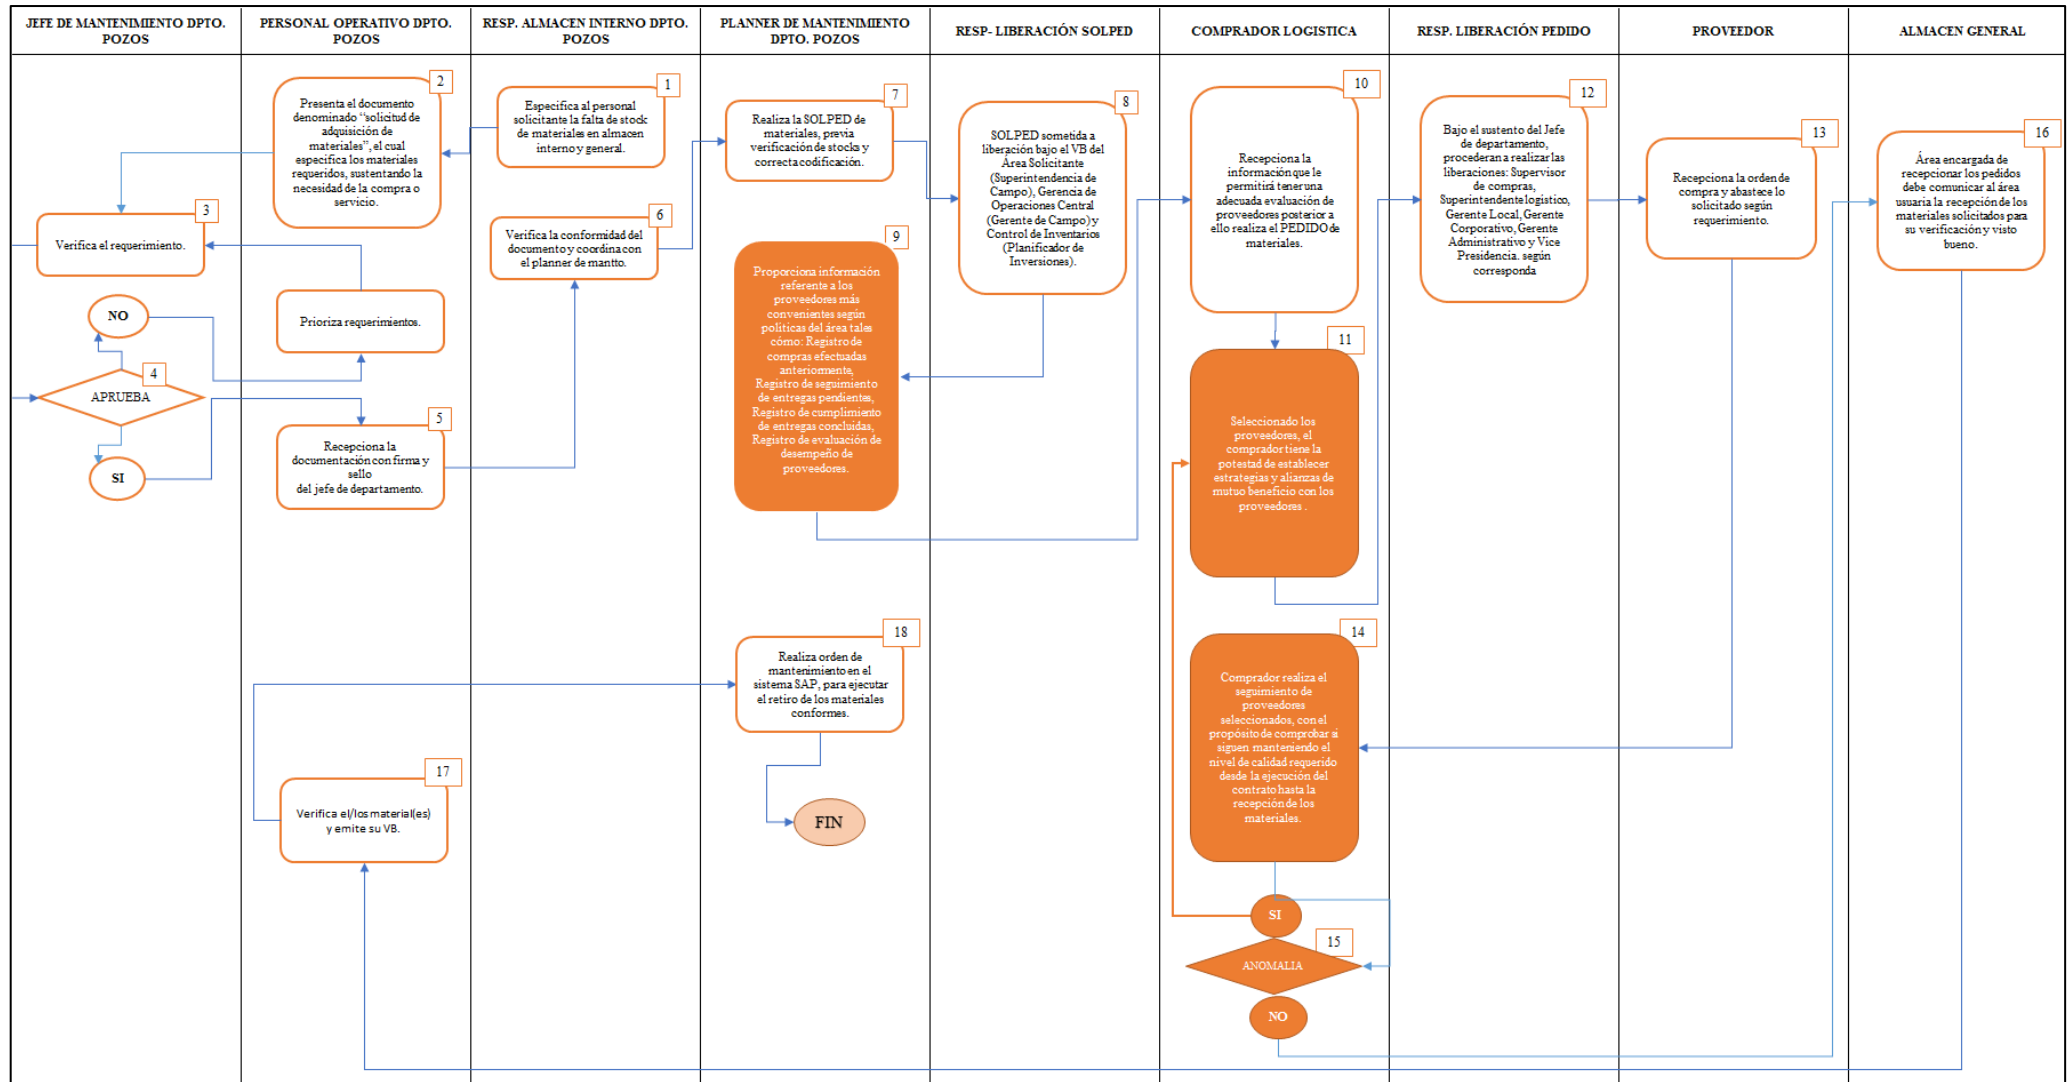 JEFE DE MANTENIMIENTO DPTO.
POZOS
PERSONAL OPERATIVO DPTO.
POZOS
RESP. ALMACEN INTERNO DPTO.
POZOS
PLANNER DE MANTENIMIENTO
DPTO. POZOS
RESP- LIBERACIÓN SOLPED
COMPRADOR LOGISTICA
RESP. LIBERACIÓN PEDIDO
PROVEEDOR
ALMACEN GENERAL
3
Verifica el requerimiento.
NO
4
APRUEBA
SI
2
Presenta el documento
denominado “solicitud de
adquisición de
materiales”, el cual
especifica los materiales
requeridos, sustentando la
necesidad de la compra o
servicio.
Prioriza requerimientos.
5
Recepciona la
documentación con firma y
sello
del jefe de departamento.
17
Verifica el/los material(es)
y emite su VB.
1
Especifica al personal
solicitante la falta de stock
de materiales en almacen
interno y general.
6
Verifica la conformidad del
documento y coordina con
el planner de mantto.
7
Realiza la SOLPED de
materiales, previa
verificación de stocks y
correcta codificación.
9
Proporciona información
referente a los
proveedores más
convenientes según
políticas del área tales
cómo: Registro de
compras efectuadas
anteriormente,
Registro de seguimiento
de entregas pendientes,
Registro de cumplimiento
de entregas concluidas,
Registro de evaluación de
desempeño de
proveedores.
18
Realiza orden de
mantenimiento en el
sistema SAP, para ejecutar
el retiro de los materiales
conformes.
FIN
8
SOLPED sometida a
liberación bajo el VB del
Área Solicitante
(Superintendencia de
Campo), Gerencia de
Operaciones Central
(Gerente de Campo) y
Control de Inventarios
(Planificador de
Inversiones).
10
Recepciona la
información que le
permitirá tener una
adecuada evaluación de
proveedores posterior a
ello realiza el PEDIDO de
materiales.
11
Seleccionado los
proveedores, el
comprador tiene la
potestad de establecer
estrategias y alianzas de
mutuo beneficio con los
proveedores .
14
Comprador realiza el
seguimiento de
proveedores
seleccionados, con el
propósito de comprobar si
siguen manteniendo el
nivel de calidad requerido
desde la ejecución del
contrato hasta la
recepción de los
materiales.
SI
15
ANOMALIA
NO
12
Bajo el sustento del Jefe
de departamento,
procederan a realizar las
liberaciones: Supervisor
de compras,
Superintendente logístico,
Gerente Local, Gerente
Corporativo, Gerente
Administrativo y Vice
Presidencia. según
corresponda
13
Recepciona la orden de
compra y abastece lo
solicitado según
requerimiento.
16
Área encargada de
recepcionar los pedidos
debe comunicar al área
usuaria la recepción de los
materiales solicitados para
su verificación y visto
bueno.